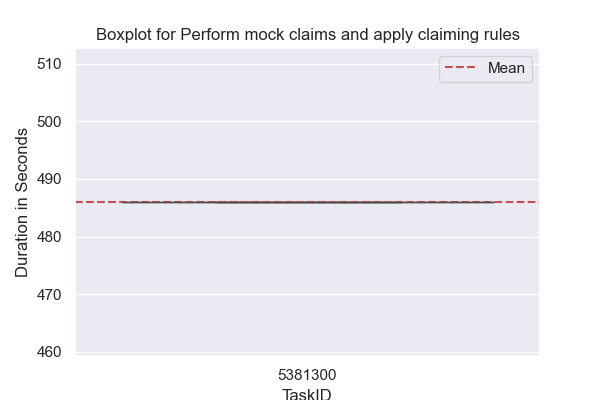 Boxplot for Perform mock claims and apply claiming rules
Mean
510
500
490
480
470
460
Duration in Seconds
5381300
TaskID